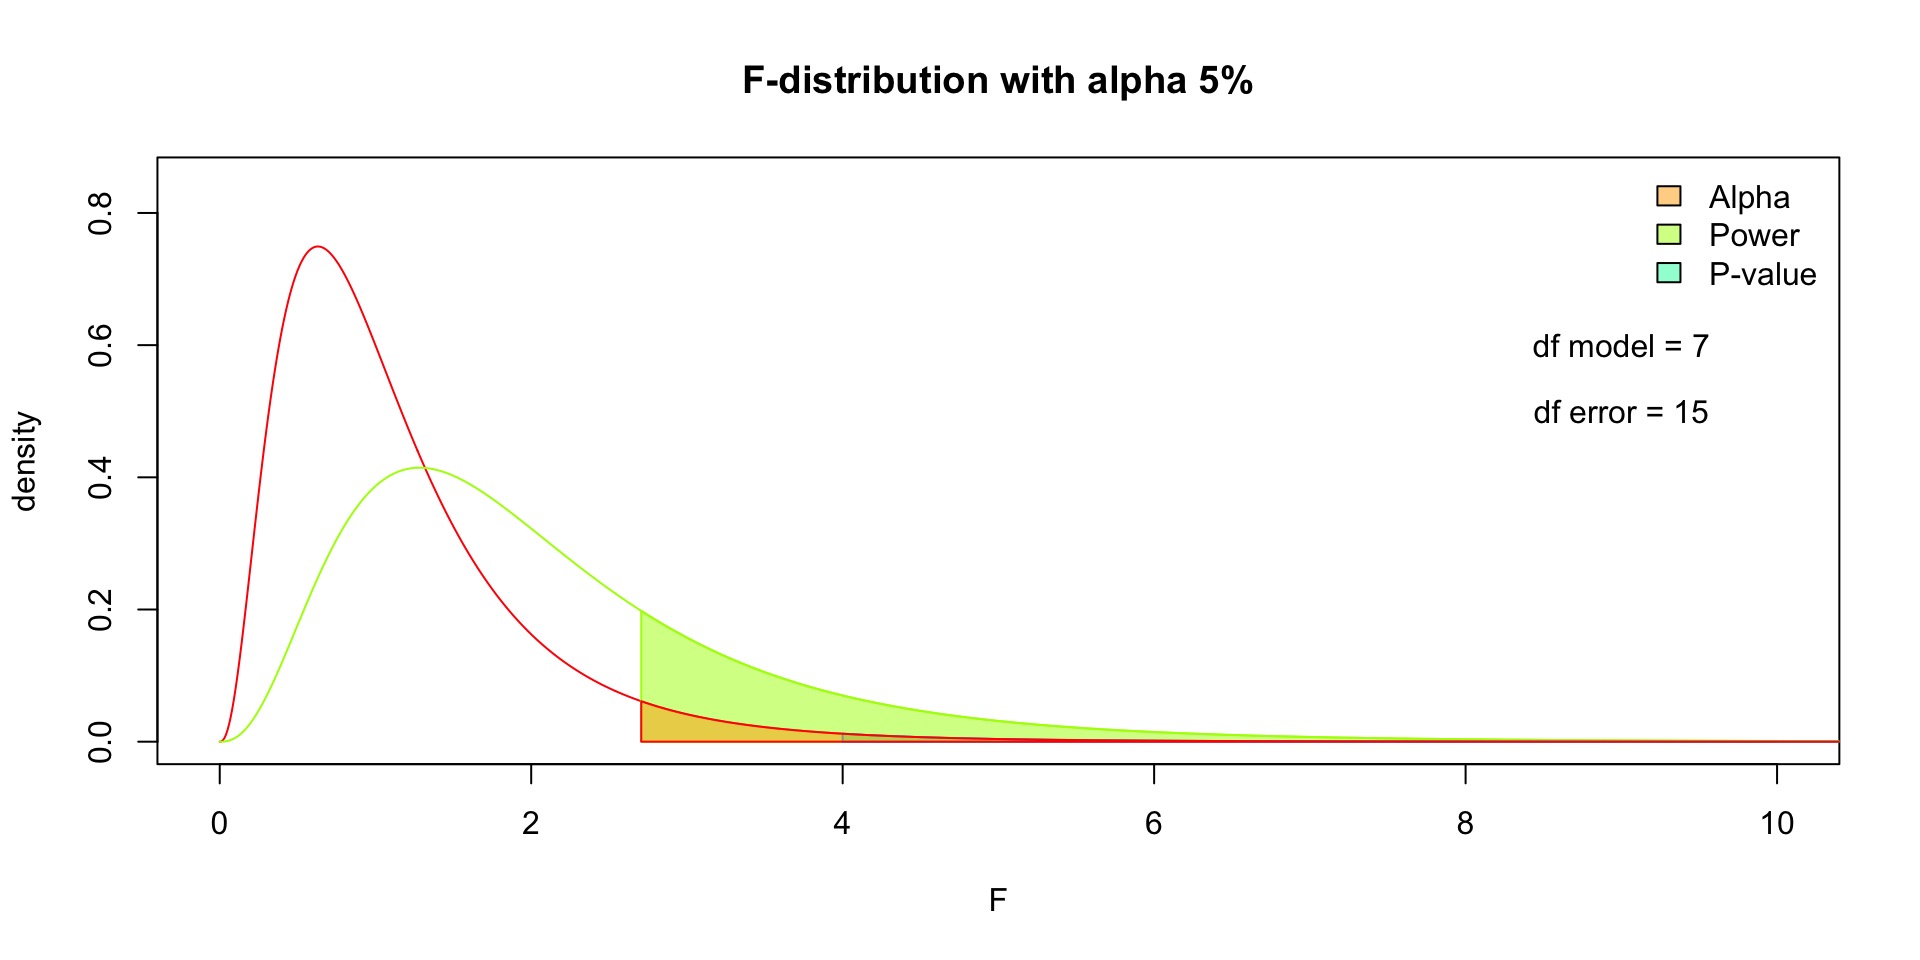 F-distribution with alpha 5%
Alpha
Power
P-value
df model = 7
df error = 15
density
0.8
0.6
0.4
0.2
0.0
0 2 4 6 8 10
F